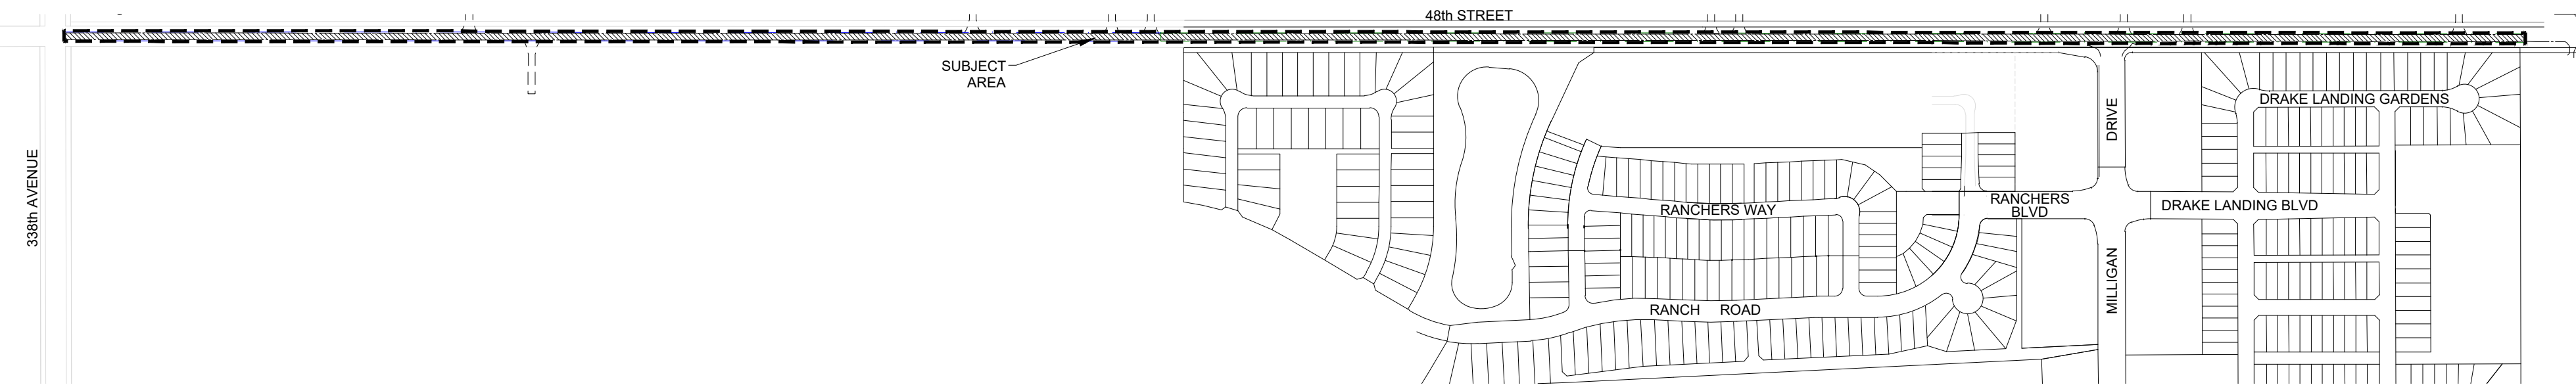 48th STREET
SUBJECT
AREA
338th AVENUE
DRIVE
DRAKE LANDING GARDENS
RANCHERS WAY
RANCHERS
BLVD
DRAKE LANDING BLVD
MILLIGAN
RANCH ROAD